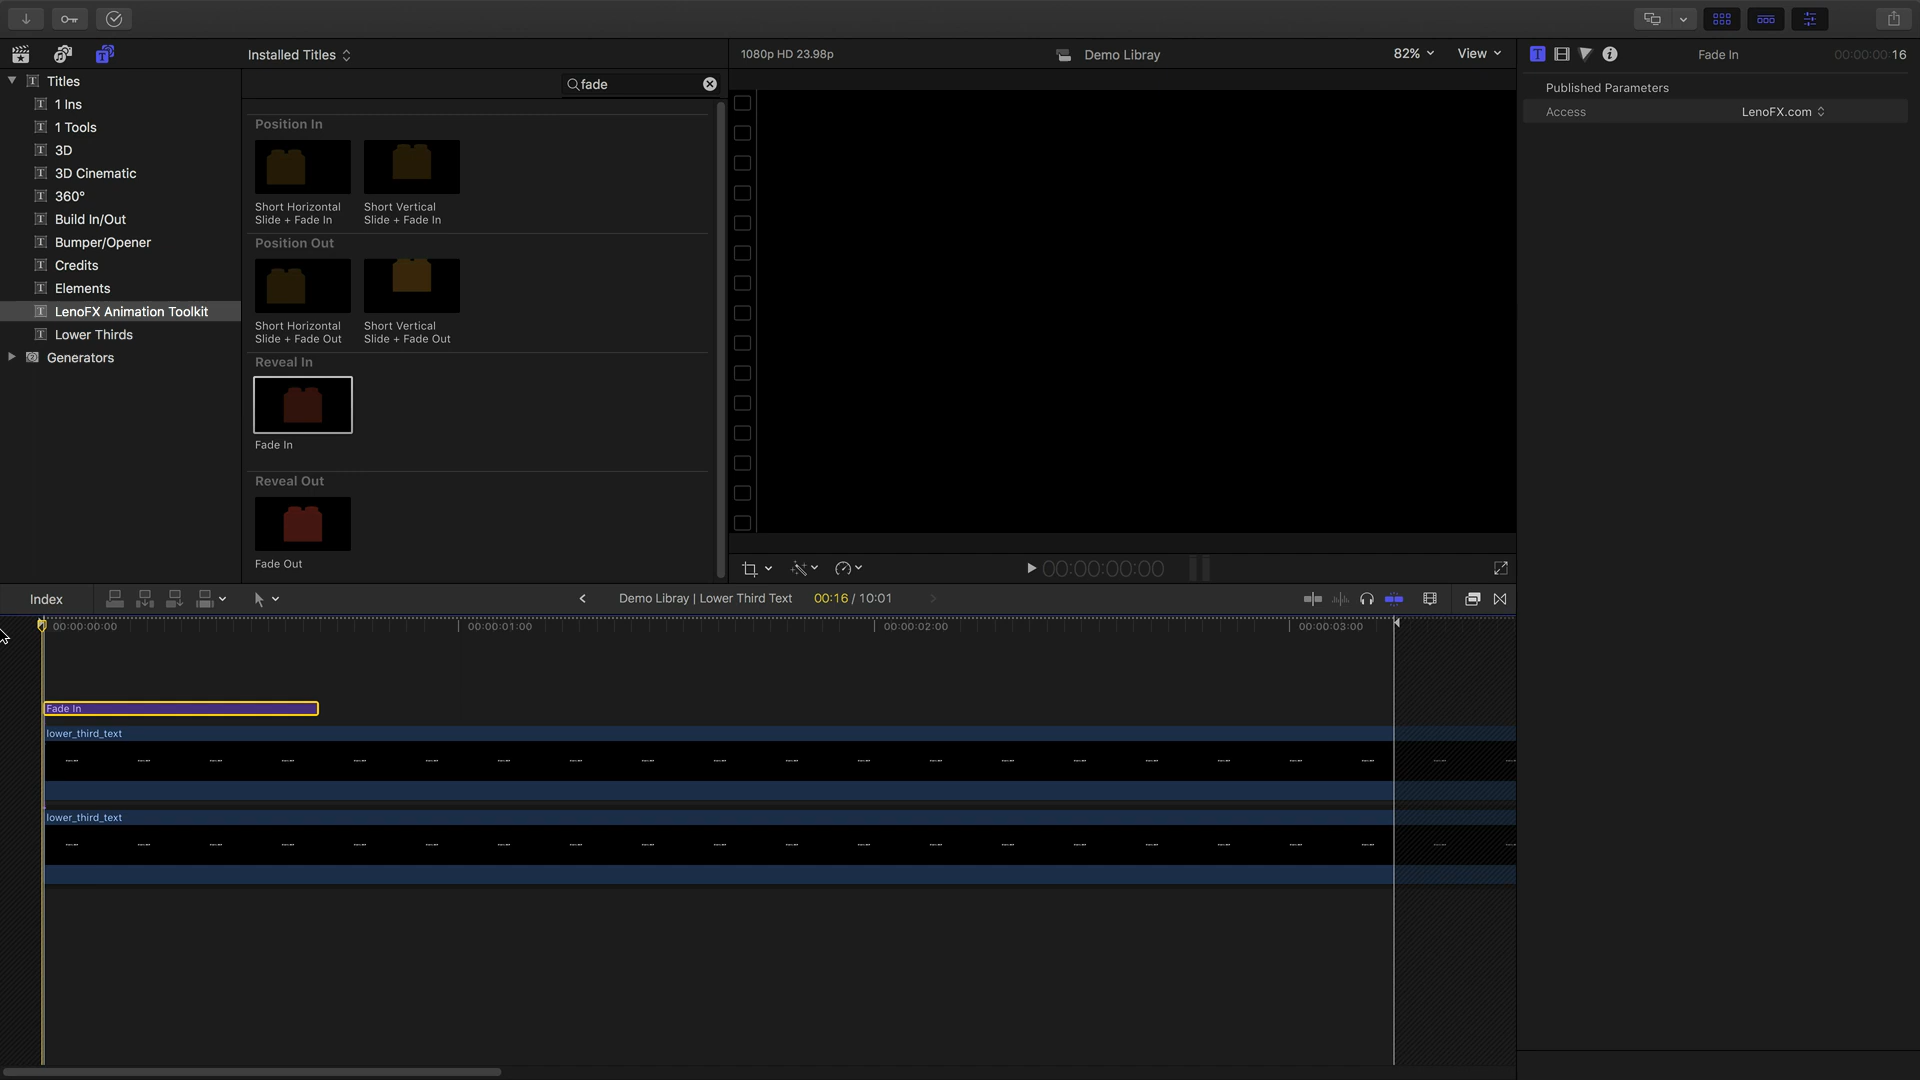 Installed Titles
fade
1080p HD 23.98p
Demo Libray
82%
View
Fade In
00:00:00:16
Titles
1 Ins
1 Tools
3D
3D Cinematic
360°
Build In/Out
Bumper/Opener
Credits
Elements
LenoFX Animation Toolkit
Lower Thirds
Generators
Position In
Short Horizontal
Slide + Fade In
Short Vertical
Slide + Fade In
Position Out
Short Horizontal
Slide + Fade Out
Short Vertical
Slide + Fade Out
Reveal In
Fade In
Reveal Out
Fade Out
Published Parameters
Access
LenoFX.com
00:00:00:00
Index
Demo Libray | Lower Third Text
00:16 / 10:01
00:00:00:00
00:00:01:00
00:00:02:00
00:00:03:00
Fade In
lower_third_text
lower_third_text